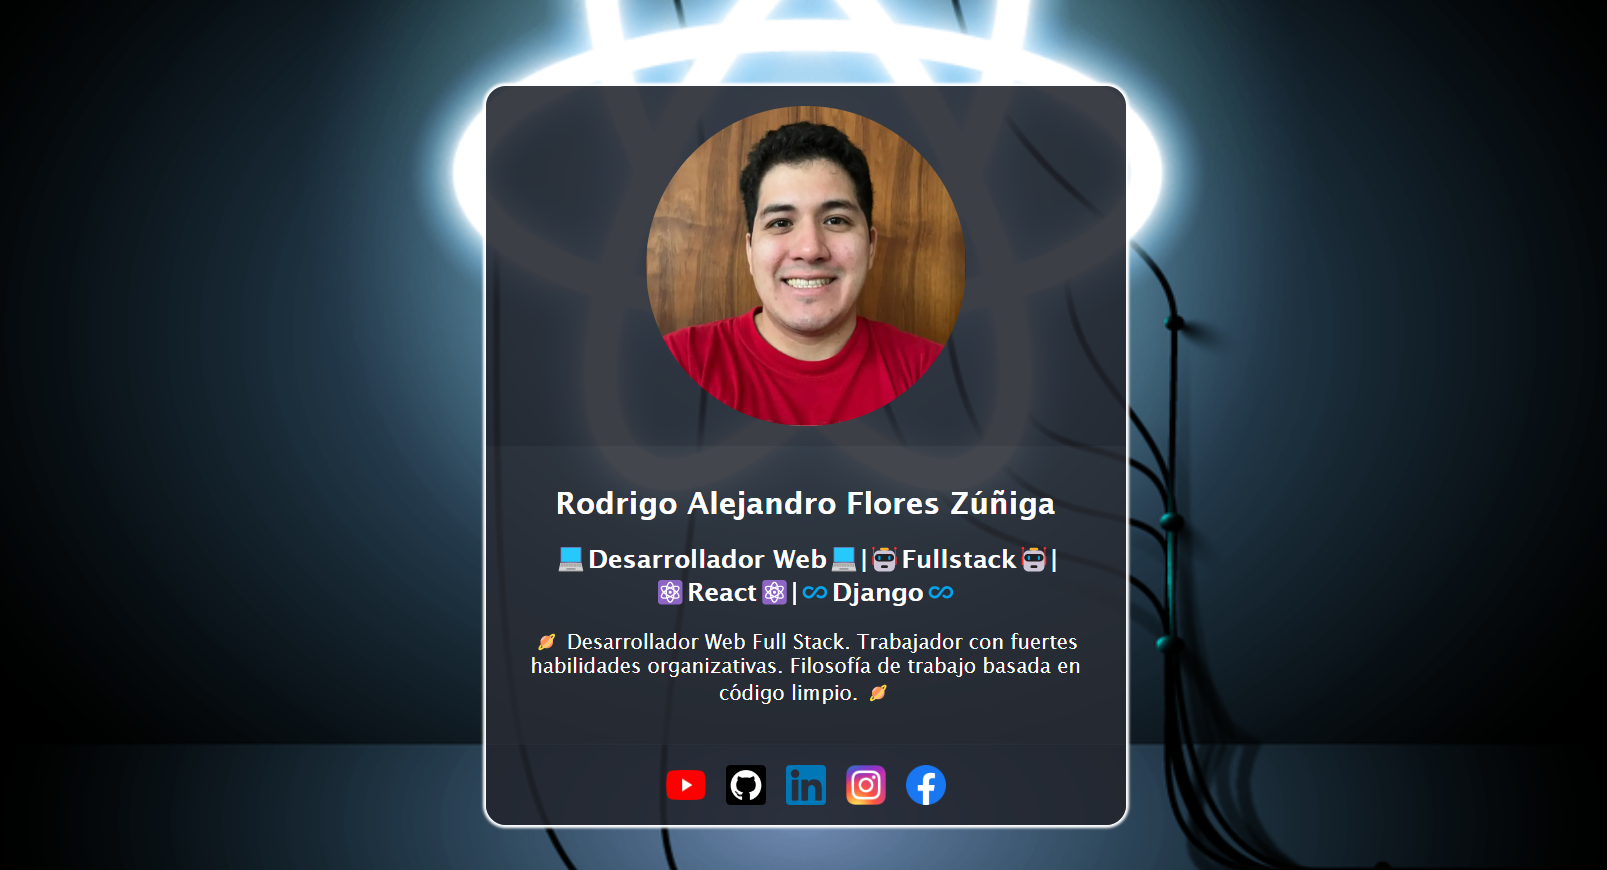 Rodrigo Alejandro Flores Zúñiga
💻Desarrollador Web💻|🤖Fullstack🤖|
⚛React⚛|♾Django♾
🪐 Desarrollador Web Full Stack. Trabajador con fuertes
habilidades organizativas. Filosofía de trabajo basada en
código limpio. 🪐
in